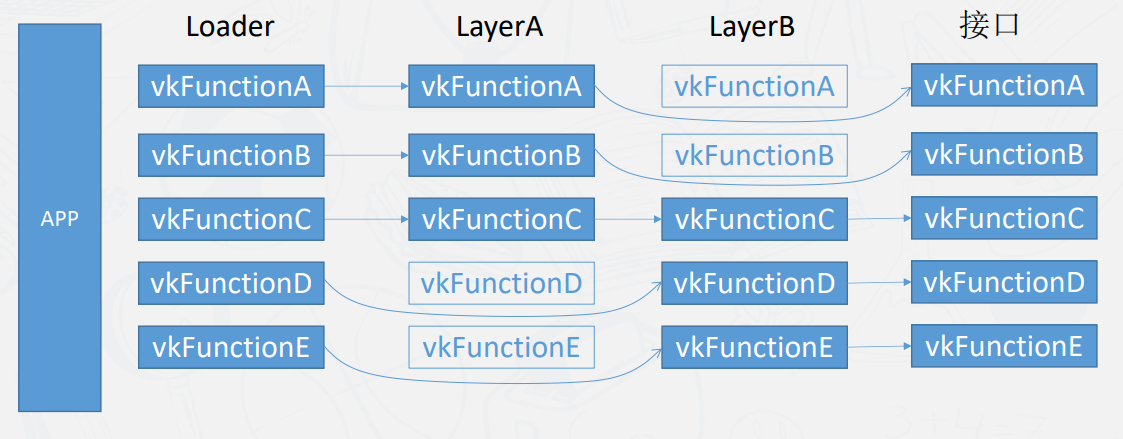 Loader LayerA LayerB 接口
vkFunctionA vkFunctionA vkFunctionA vkFunctionA
vkFunctionB vkFunctionB vkFunctionB vkFunctionB
APP vkFunctionC vkFunctionC vkFunctionC vkFunctionC
vkFunctionD vkFunctionD vkFunctionD vkFunctionD
vkFunctionE vkFunctionE vkFunctionE vkFunctionE